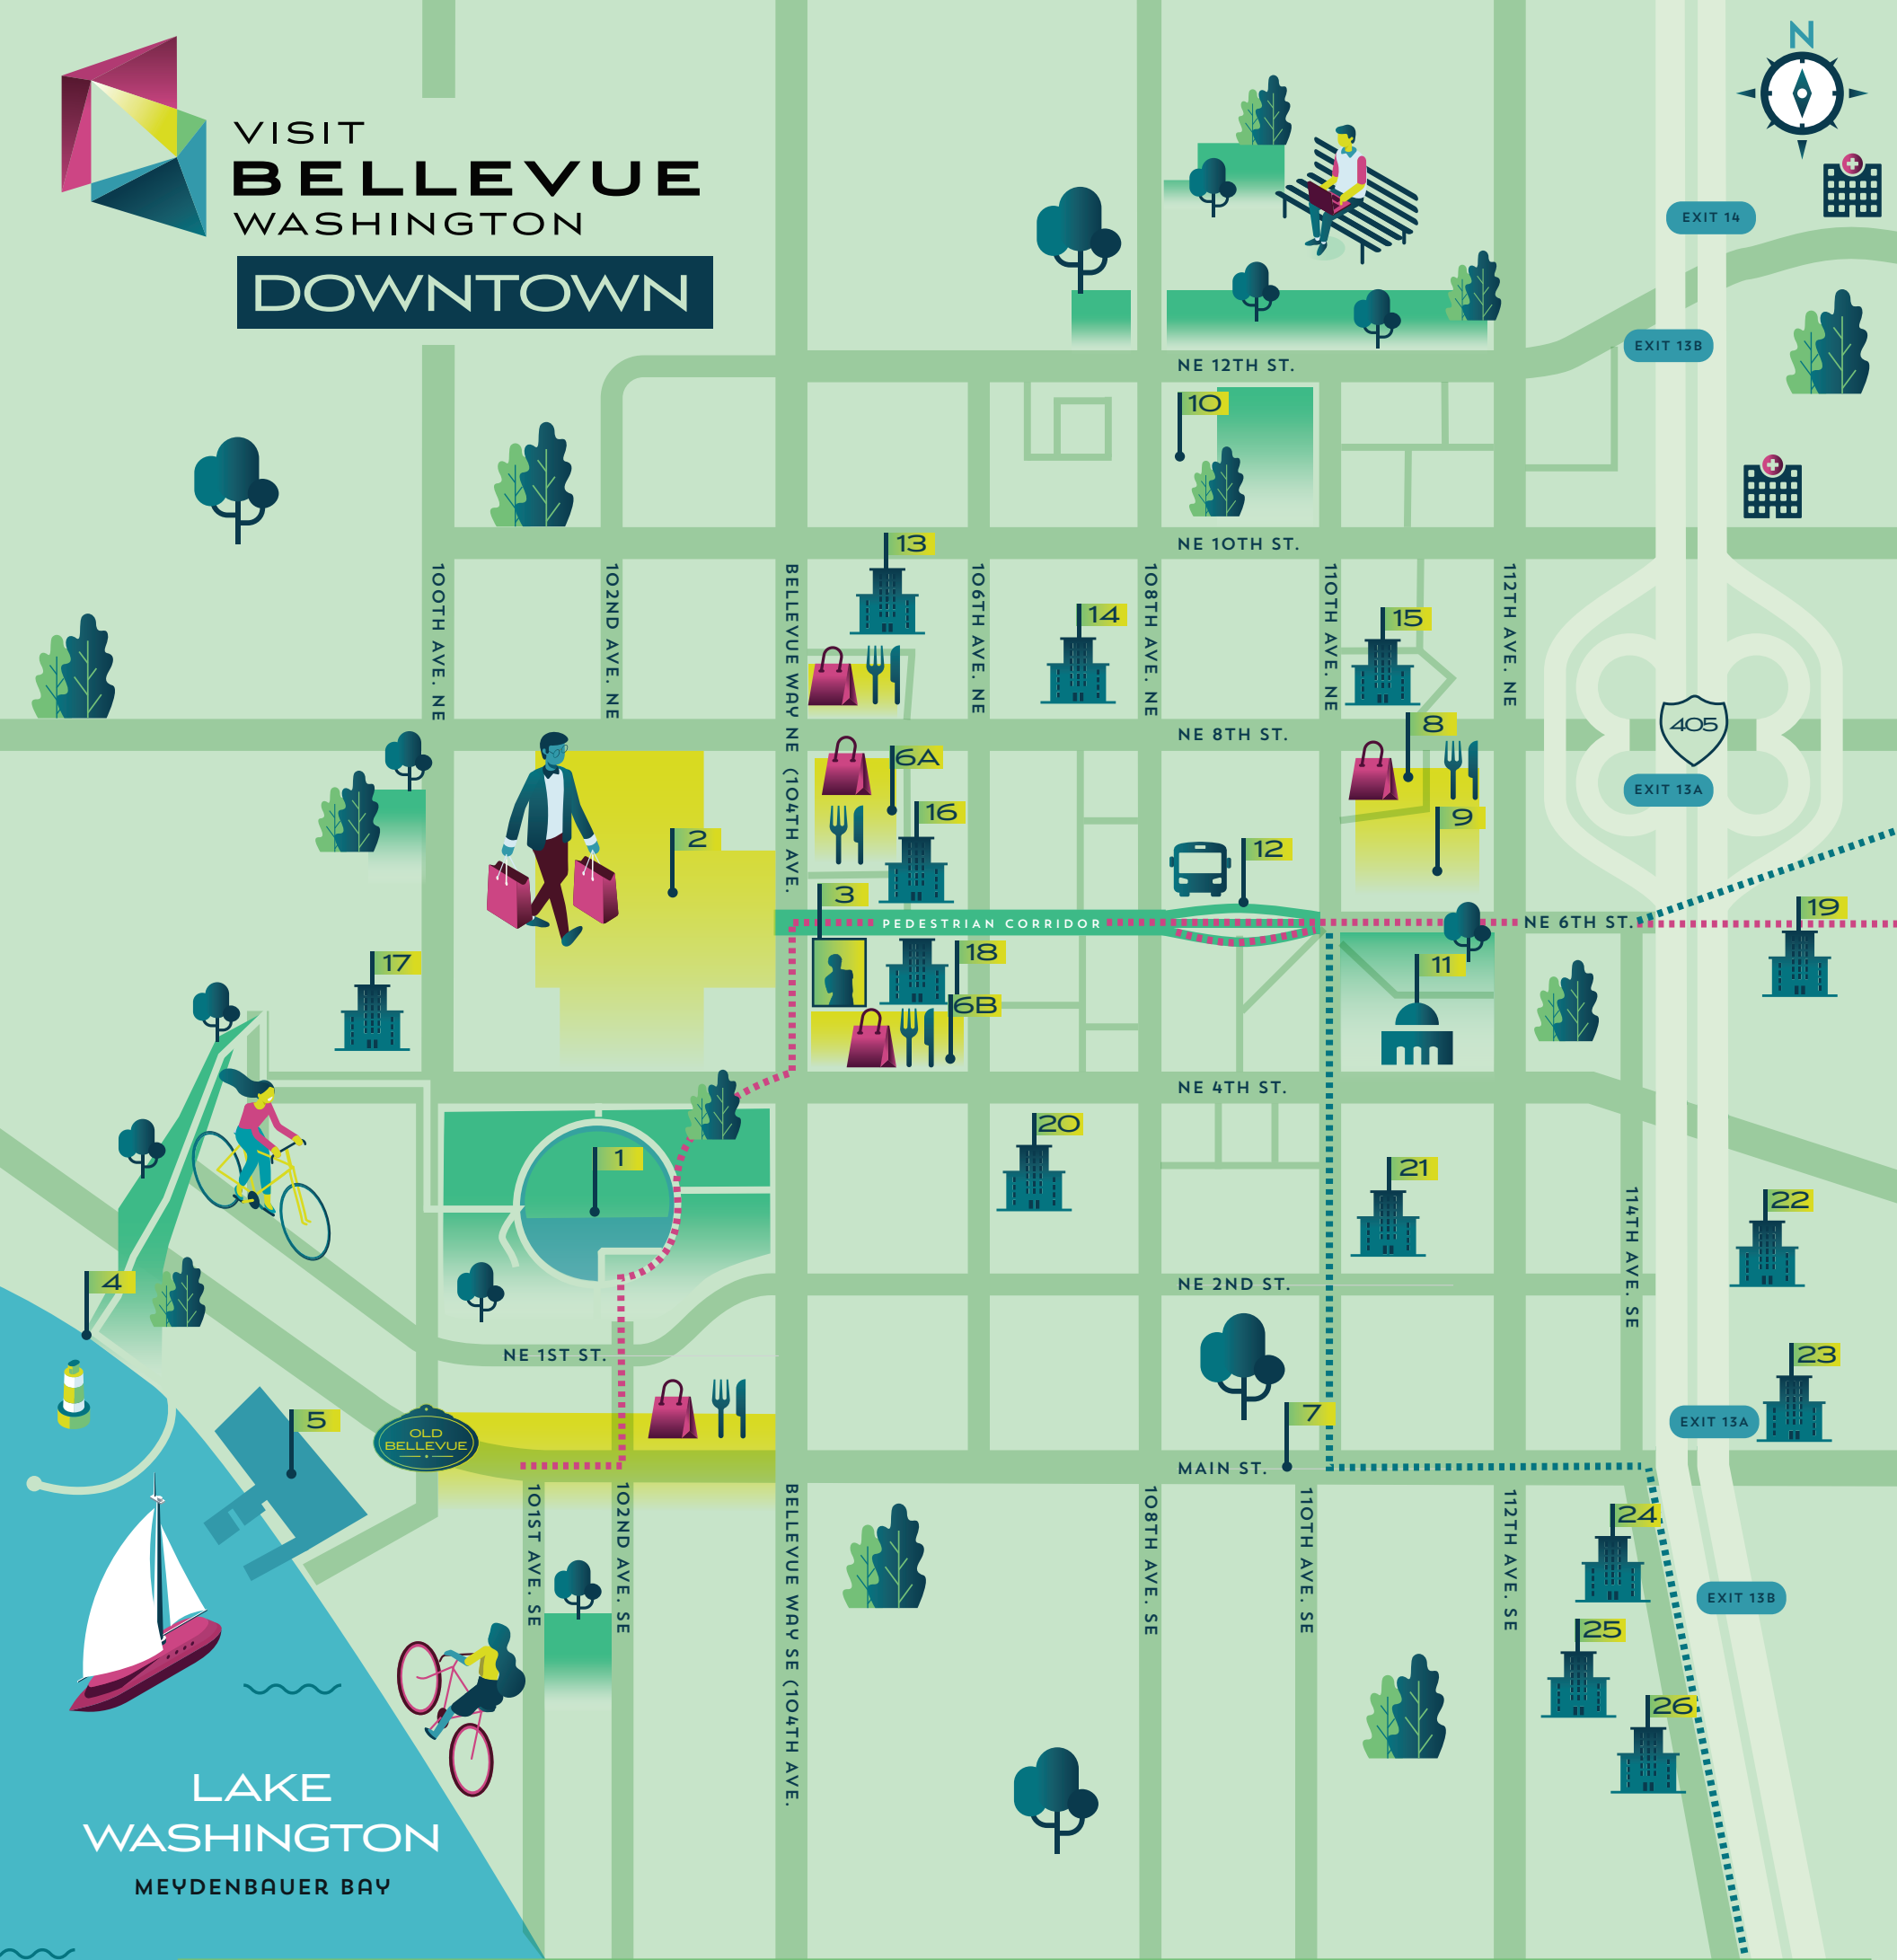 VISIT
BELLEVUE
WASHINGTON
DOWNTOWN
N
EXIT 14
EXIT 13B
NE 12TH ST.
10
NE 10TH ST.
13
100TH AVE. NE
102ND AVE. NE
BELLEVUE WAY NE (104TH AVE.
106TH AVE. NE
108TH AVE. NE
110TH AVE. NE
112TH AVE. NE
14
15
405
8
NE 8TH ST.
6A
EXIT 13A
16
9
2
12
3
19
PEDESTRIAN CORRIDOR
NE 6TH ST.
17
18
11
6B
NE 4TH ST.
20
1
21
22
114TH AVE. SE
4
NE 2ND ST.
NE 1ST ST.
23
7
5
EXIT 13A
OLD
BELLEVUE
MAIN ST.
101ST AVE. SE
102ND AVE. SE
BELLEVUE WAY SE (104TH AVE.
108TH AVE. SE
110TH AVE. SE
112TH AVE. SE
24
EXIT 13B
25
26
LAKE
WASHINGTON
MEYDENBAUER BAY